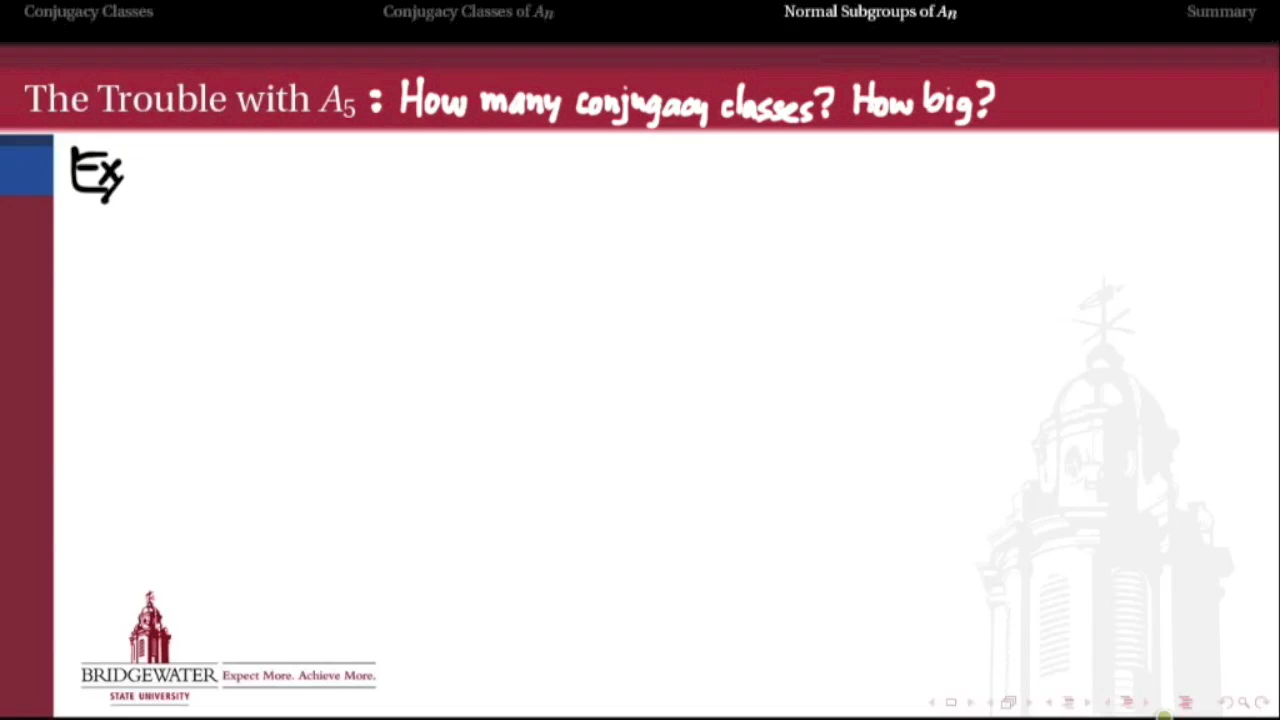 Conjugacy Classes Conjugacy Classes of An Normal Subgroups of An Summary
The Trouble with A5 : How many conjugacy classes? How big?
Ex
BRIDGEWATER Expect More. Achieve More.
STATE UNIVERSITY